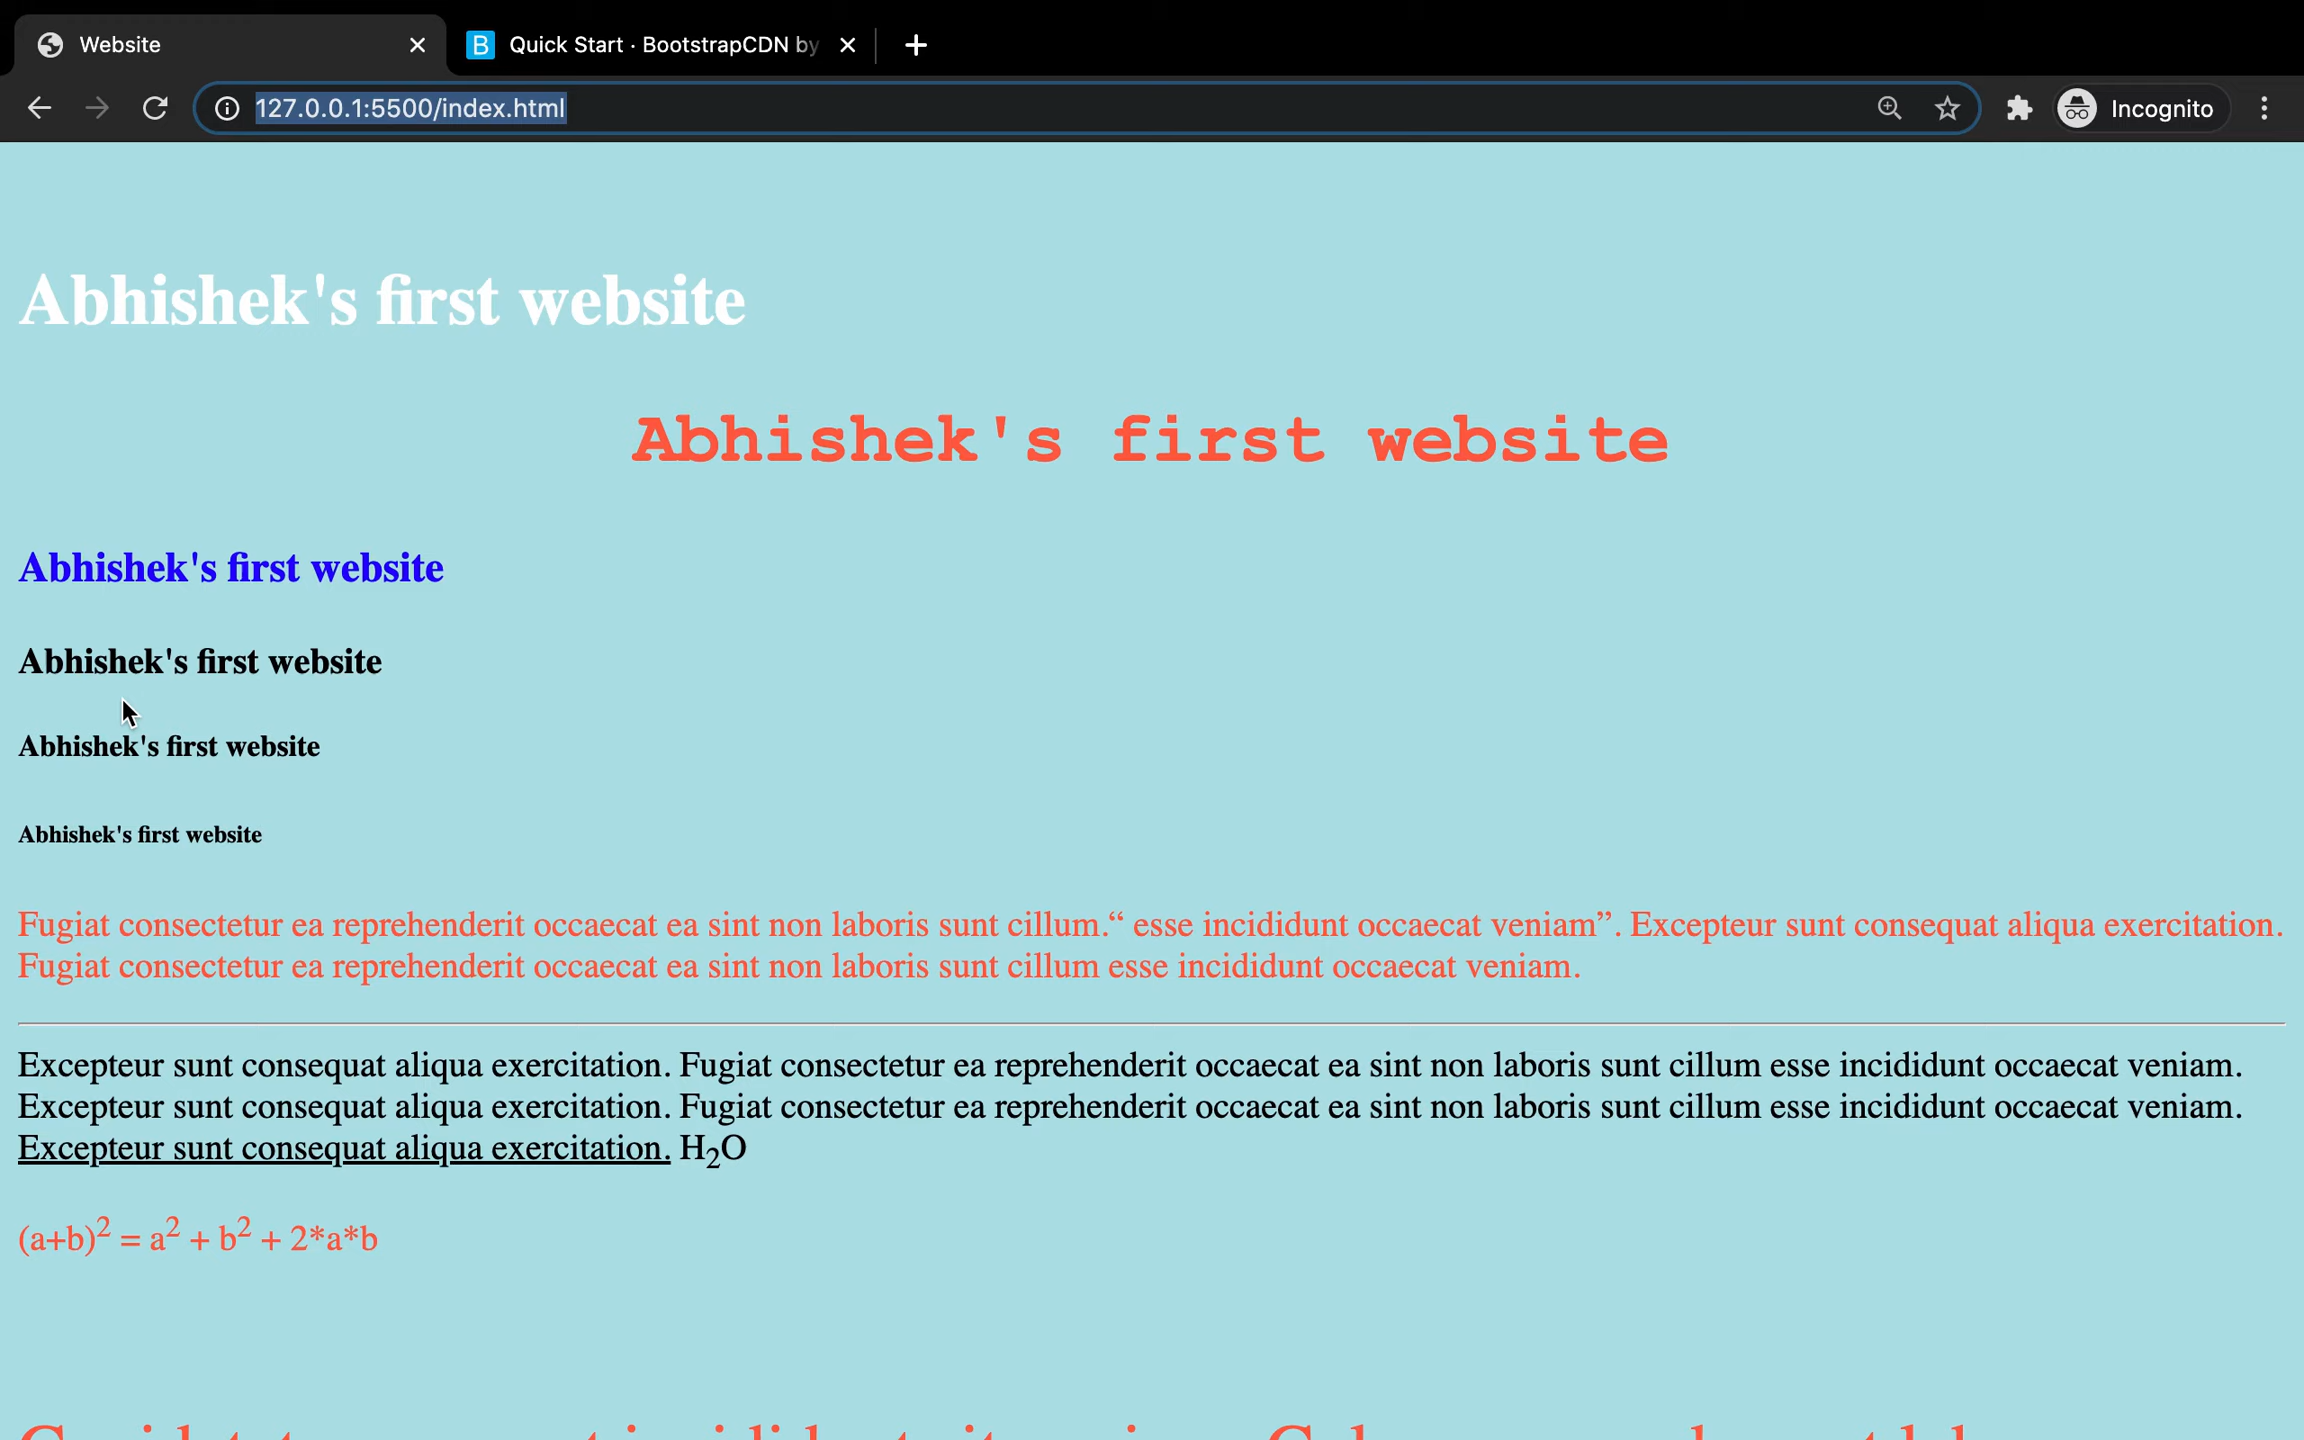 Website
Quick Start · BootstrapCDN by
127.0.0.1:5500/index.html
Incognito
Abhishek's first website
Abhishek's first website
Abhishek's first website
Abhishek's first website
Abhishek's first website
Abhishek's first website
Fugiat consectetur ea reprehenderit occaecat ea sint non laboris sunt cillum.“ esse incididunt occaecat veniam”. Excepteur sunt consequat aliqua exercitation.
Fugiat consectetur ea reprehenderit occaecat ea sint non laboris sunt cillum esse incididunt occaecat veniam.
Excepteur sunt consequat aliqua exercitation. Fugiat consectetur ea reprehenderit occaecat ea sint non laboris sunt cillum esse incididunt occaecat veniam.
Excepteur sunt consequat aliqua exercitation. Fugiat consectetur ea reprehenderit occaecat ea sint non laboris sunt cillum esse incididunt occaecat veniam.
Excepteur sunt consequat aliqua exercitation. H₂O
(a+b)² = a² + b² + 2*a*b